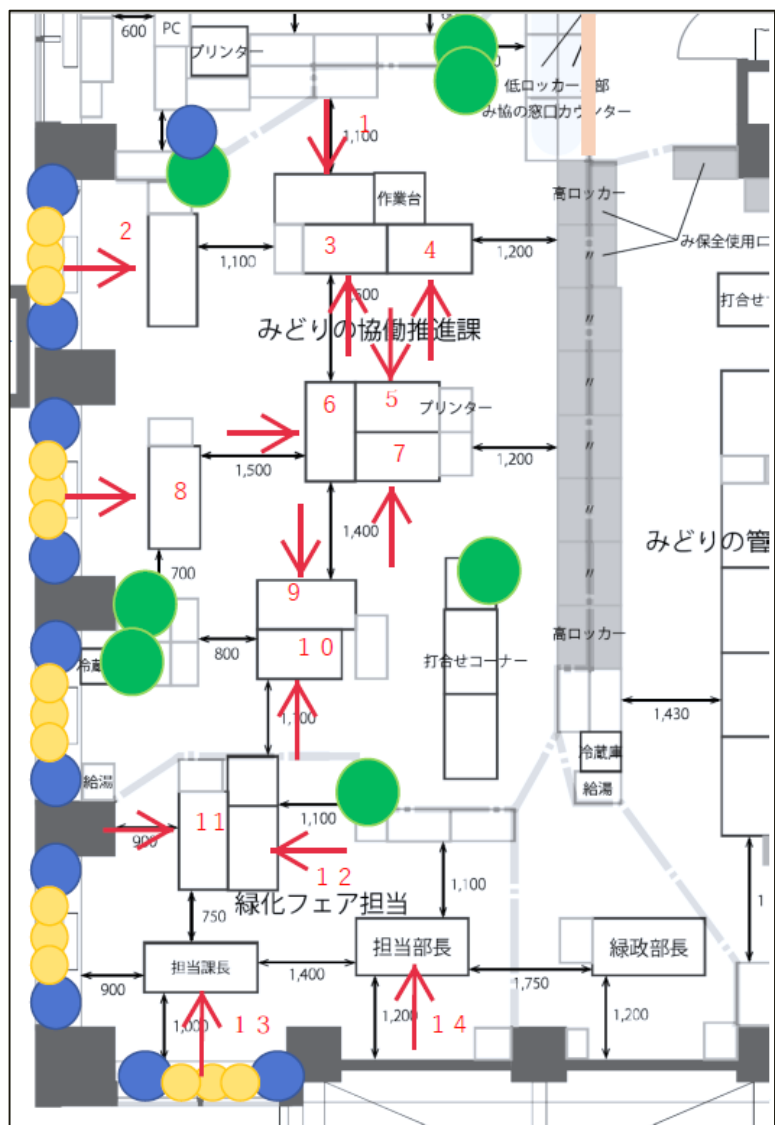 600
PC
プリンター
低ロッカー
部
み協の窓口カウンター
1,100
1
高ロッカー
作業台
2
3
4
み保全使用ロ
1,100
1,200
〃
打合せ
みどりの協働推進課
〃
〃
6
5
プリンター
7
〃
1,500
1,200
8
1,400
〃
みどりの管
700
9
〃
10
800
高ロッカー
打合せコーナー
1,430
冷蔵庫
給湯
給湯
11
1,100
900
12
1,100
緑化フェア担当
750
担当課長
担当部長
緑政部長
900
1,400
1,750
1,000
13
1,200
14
1,200